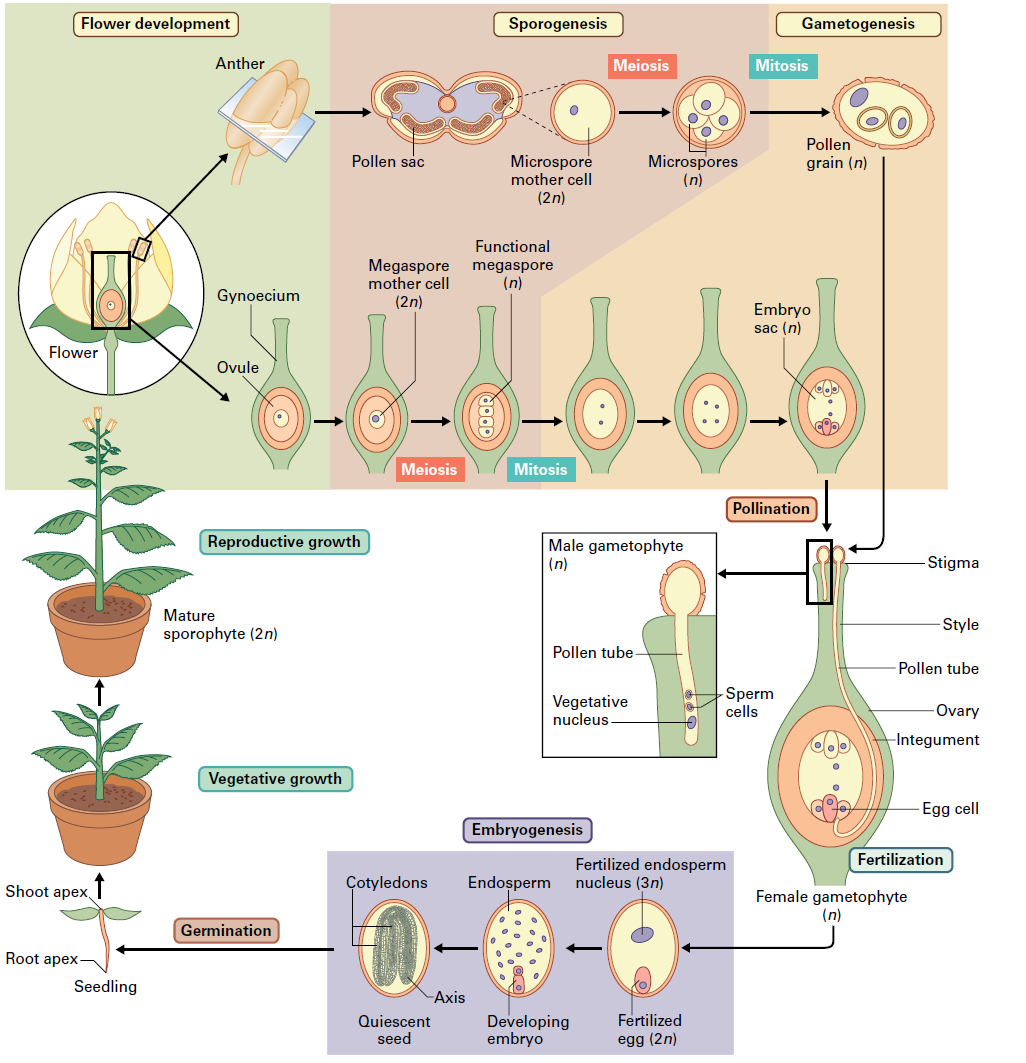 Flower development
Sporogenesis
Gametogenesis
Anther
Meiosis
Mitosis
Pollen sac
Microspore
mother cell
(2n)
Microspores
(n)
Pollen
grain (n)
Flower
Gynoecium
Ovule
Megaspore
mother cell
(2n)
Functional
megaspore
(n)
Embryo
sac (n)
Meiosis
Mitosis
Pollination
Reproductive growth
Mature
sporophyte (2n)
Male gametophyte
(n)
Pollen tube
Vegetative
nucleus
Sperm
cells
Stigma
Style
Pollen tube
Ovary
Integument
Egg cell
Fertilization
Female gametophyte
(n)
Vegetative growth
Embryogenesis
Cotyledons
Endosperm
Fertilized endosperm
nucleus (3n)
Axis
Quiescent
seed
Developing
embryo
Fertilized
egg (2n)
Germination
Shoot apex
Root apex
Seedling